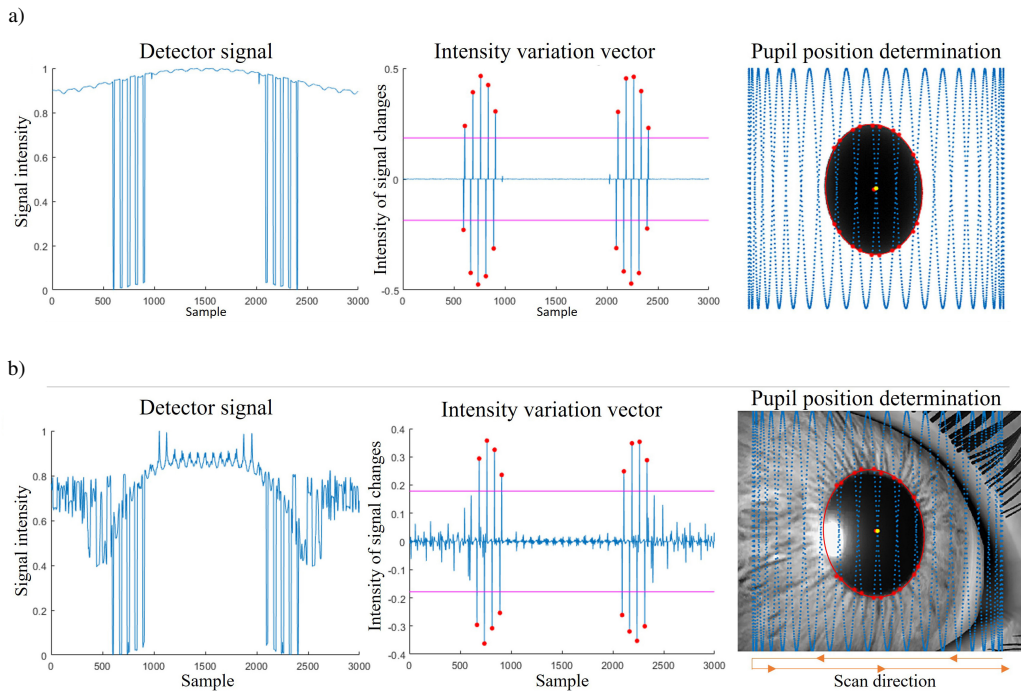 a)
Detector signal
Intensity variation vector
Pupil position determination
Signal intensity
1
0.8
0.6
0.4
0.2
0
0 500 1000 1500 2000 2500 3000
Sample
Intensity of signal changes
0.5
0
-0.5
0 500 1000 1500 2000 2500 3000
Sample
b)
Detector signal
Intensity variation vector
Pupil position determination
Signal intensity
1
0.8
0.6
0.4
0.2
0
0 500 1000 1500 2000 2500 3000
Sample
Intensity of signal changes
0.4
0.3
0.2
0.1
0
-0.1
-0.2
-0.3
-0.4
0 500 1000 1500 2000 2500 3000
Sample
Scan direction